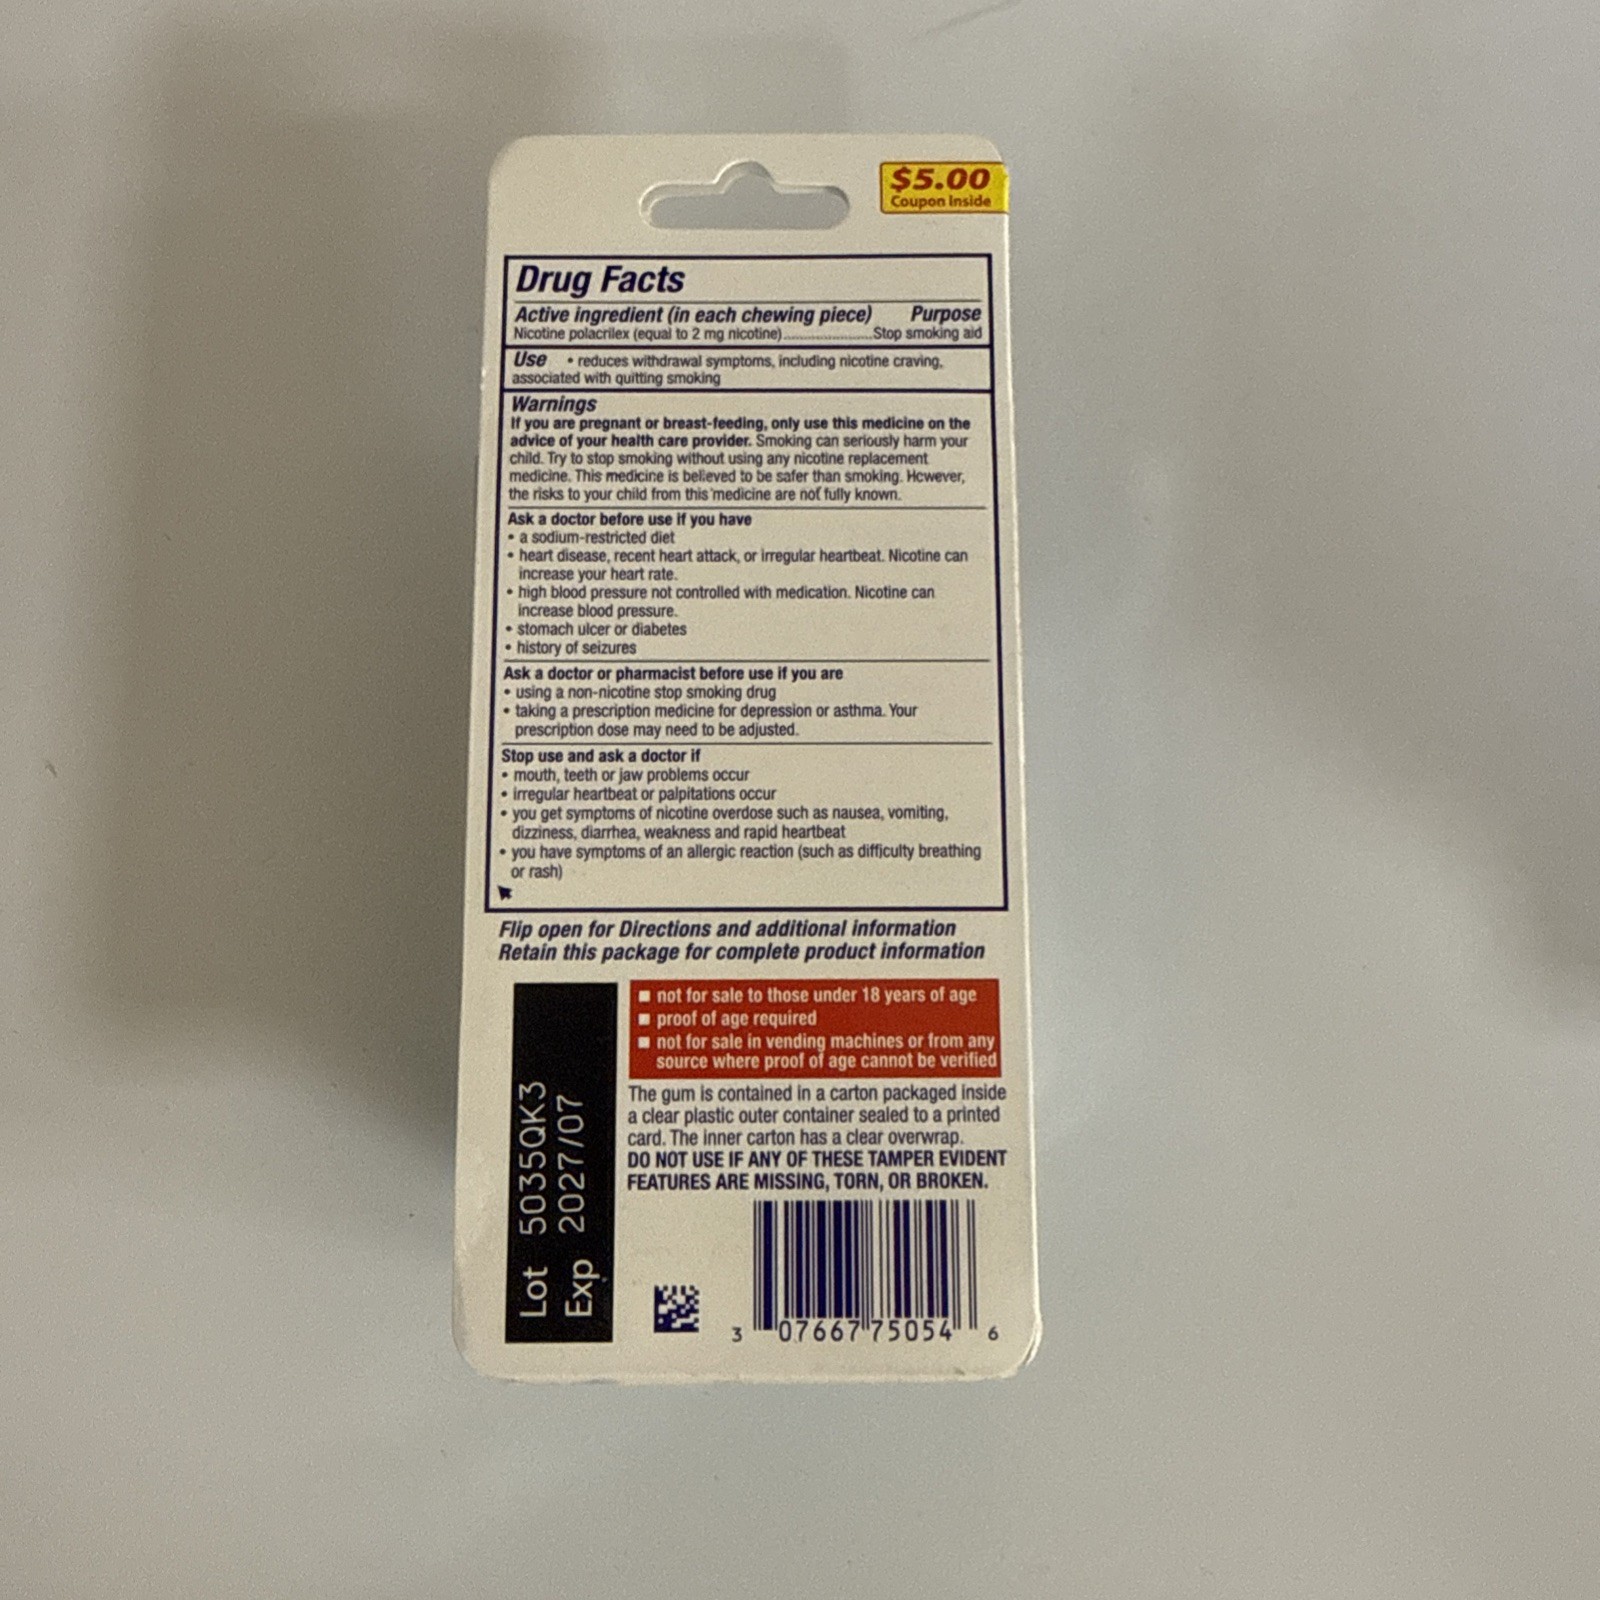 $5.00
Coupon Inside
Drug Facts
Active ingredient (in each chewing piece) Purpose
Nicotine polacrilex (equal to 2 mg nicotine)......................Stop smoking aid
Use • reduces withdrawal symptoms, including nicotine craving,
associated with quitting smoking
Warnings
If you are pregnant or breast-feeding, only use this medicine on the
advice of your health care provider. Smoking can seriously harm your
child. Try to stop smoking without using any nicotine replacement
medicine. This medicine is believed to be safer than smoking. However,
the risks to your child from this medicine are not fully known.
Ask a doctor before use if you have
• a sodium-restricted diet
• heart disease, recent heart attack, or irregular heartbeat. Nicotine can
increase your heart rate.
• high blood pressure not controlled with medication. Nicotine can
increase blood pressure.
• stomach ulcer or diabetes
• history of seizures
Ask a doctor or pharmacist before use if you are
• using a non-nicotine stop smoking drug
• taking a prescription medicine for depression or asthma. Your
prescription dose may need to be adjusted.
Stop use and ask a doctor if
• mouth, teeth or jaw problems occur
• irregular heartbeat or palpitations occur
• you get symptoms of nicotine overdose such as nausea, vomiting,
dizziness, diarrhea, weakness and rapid heartbeat
• you have symptoms of an allergic reaction (such as difficulty breathing
or rash)
Flip open for Directions and additional information
Retain this package for complete product information
■ not for sale to those under 18 years of age
■ proof of age required
■ not for sale in vending machines or from any
source where proof of age cannot be verified
The gum is contained in a carton packaged inside
a clear plastic outer container sealed to a printed
card. The inner carton has a clear overwrap.
DO NOT USE IF ANY OF THESE TAMPER EVIDENT
FEATURES ARE MISSING, TORN, OR BROKEN.
Lot 5035QK3
Exp 2027/07
3 07667 75054 6